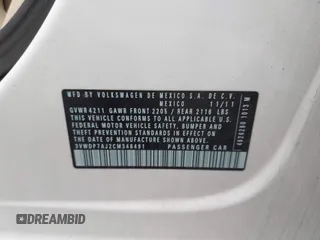 MFD BY VOLKSWAGEN DE MEXICO S.A. DE C.V.
MEXICO 11/11
GVWR 4211 GAWR FRONT 2205 / REAR 2116 LBS
THIS VEHICLE CONFORMS TO ALL APPLICABLE
FEDERAL MOTOR VEHICLE SAFETY, BUMPER AND
THEFT PREVENTION STANDARDS IN EFFECT ON
THE DATE OF MANUFACTURE SHOWN ABOVE.
3VWDP7AJ2CM348461 PASSENGER CAR
DREAMBID